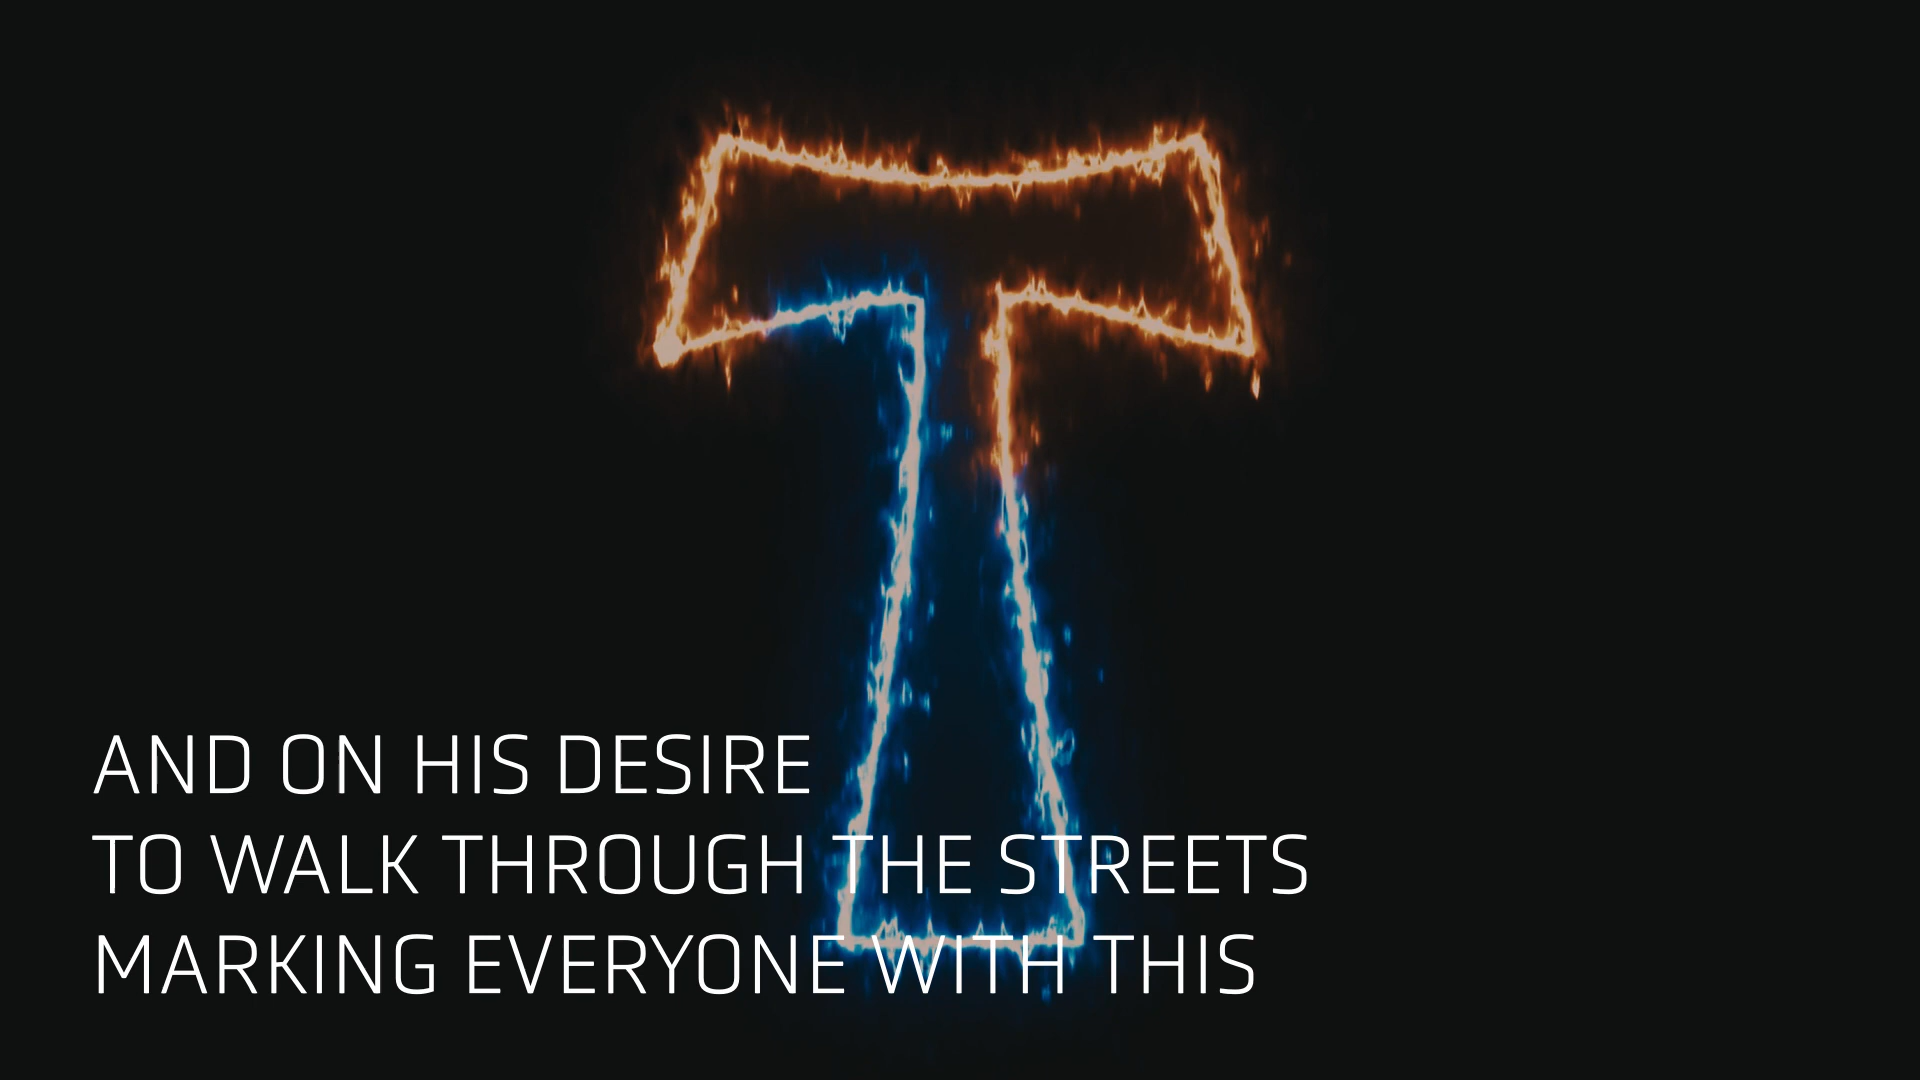 AND ON HIS DESIRE
TO WALK THROUGH THE STREETS
MARKING EVERYONE WITH THIS